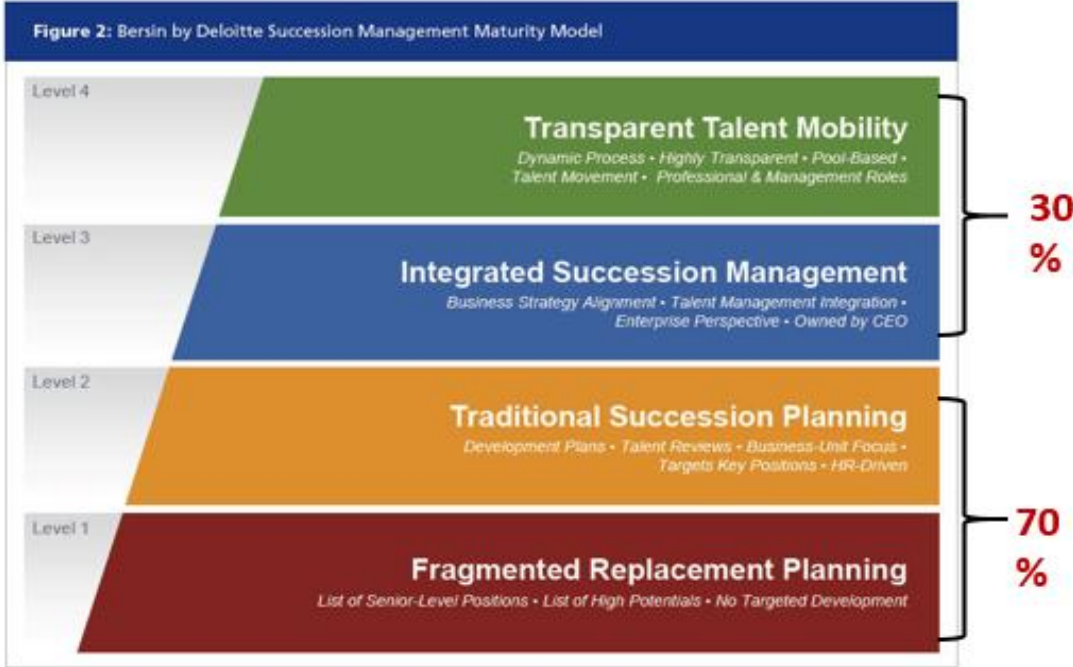 Figure 2: Bersin by Deloitte Succession Management Maturity Model
Level 4
Transparent Talent Mobility
Dynamic Process • Highly Transparent • Pool-Based •
Talent Movement • Professional & Management Roles
30
%
Level 3
Integrated Succession Management
Business Strategy Alignment • Talent Management Integration •
Enterprise Perspective • Owned by CEO
Level 2
Traditional Succession Planning
Development Plans • Talent Reviews • Business-Unit Focus •
Targets Key Positions • HR-Driven
70
%
Level 1
Fragmented Replacement Planning
List of Senior-Level Positions • List of High Potentials • No Targeted Development